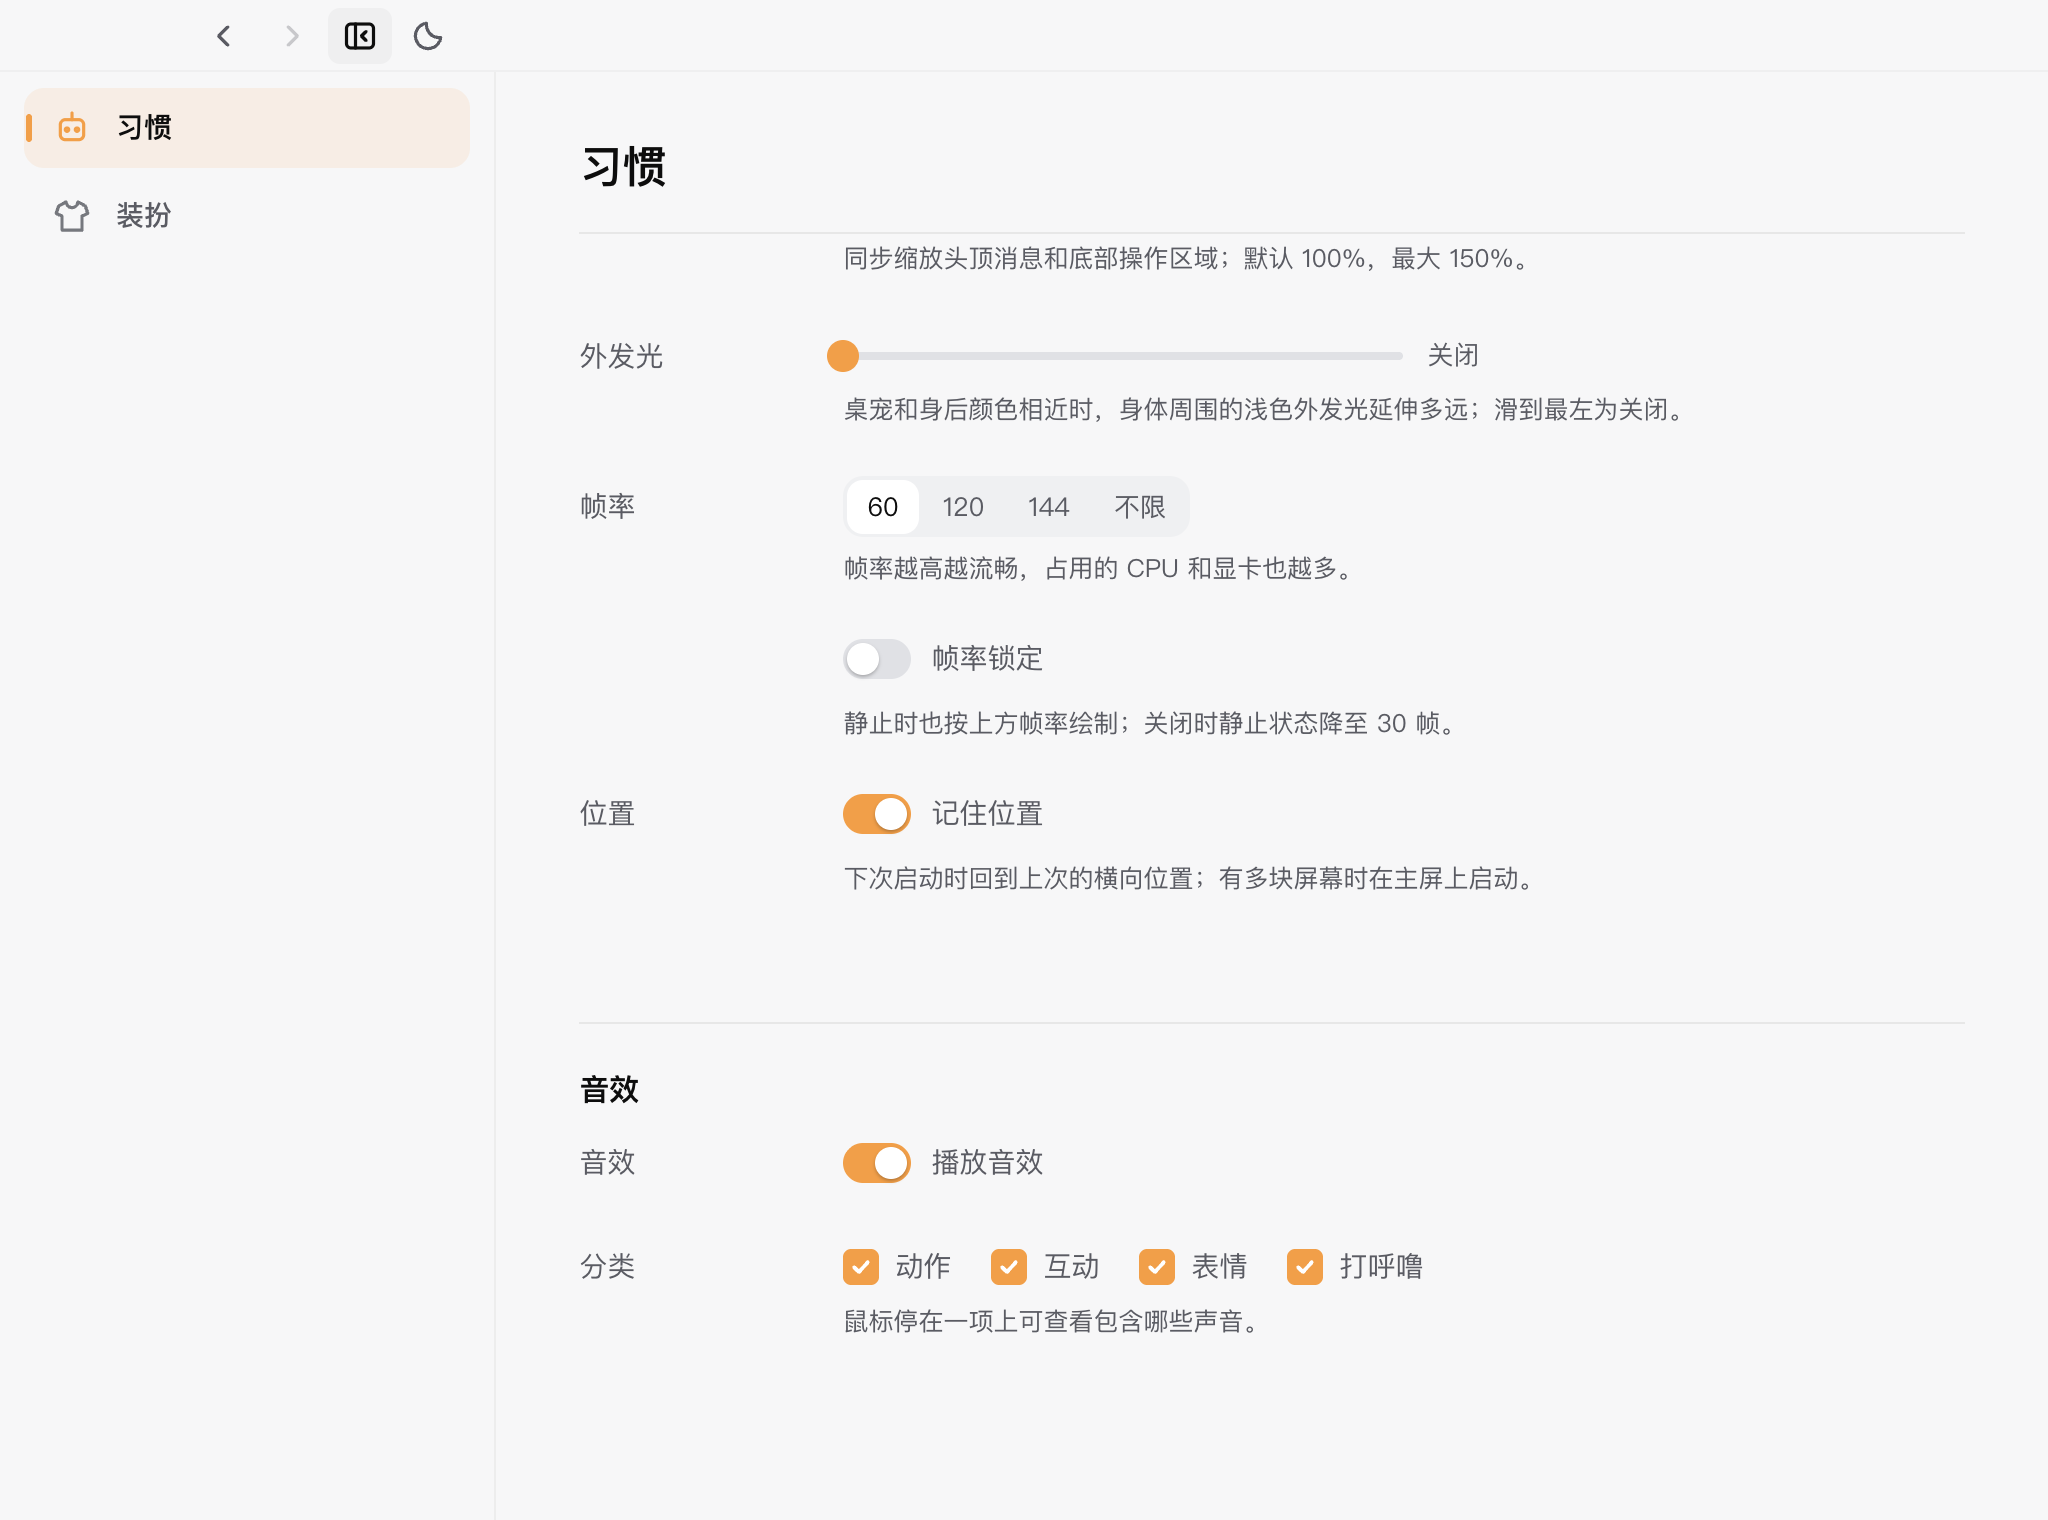 习惯
装扮
习惯
同步缩放头顶消息和底部操作区域；默认 100%，最大 150%。
外发光
关闭
桌宠和身后颜色相近时，身体周围的浅色外发光延伸多远；滑到最左为关闭。
帧率
60 120 144 不限
帧率越高越流畅，占用的 CPU 和显卡也越多。
帧率锁定
静止时也按上方帧率绘制；关闭时静止状态降至 30 帧。
位置
记住位置
下次启动时回到上次的横向位置；有多块屏幕时在主屏上启动。
音效
音效
播放音效
分类
动作 互动 表情 打呼噜
鼠标停在一项上可查看包含哪些声音。